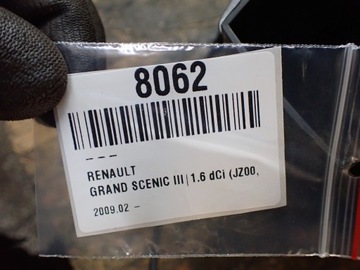 8062
– – –
RENAULT
GRAND SCENIC III | 1.6 dCi (JZ00,
2009.02 –